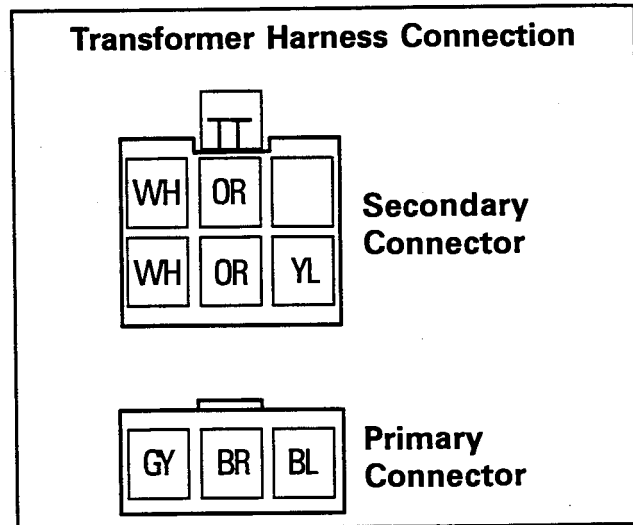 Transformer Harness Connection
WH OR
Secondary
Connector
WH OR YL
GY BR BL
Primary
Connector